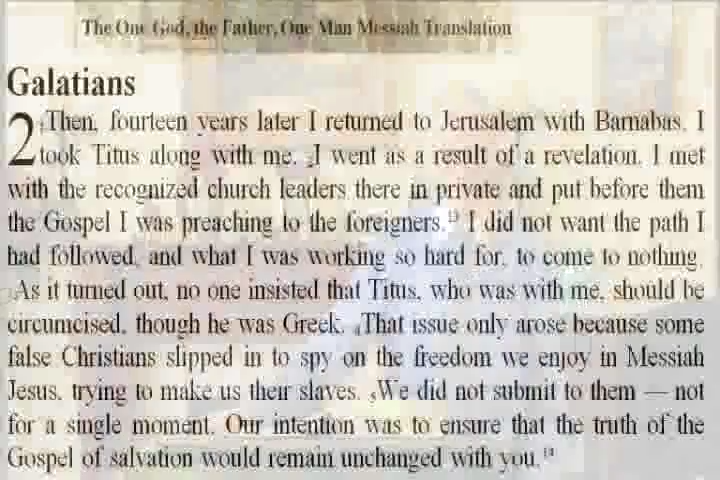 The One God, the Father, One Man Messiah Translation
Galatians
2 1Then, fourteen years later I returned to Jerusalem with Barnabas. I
took Titus along with me. 2I went as a result of a revelation. I met
with the recognized church leaders there in private and put before them
the Gospel I was preaching to the foreigners.13 I did not want the path I
had followed, and what I was working so hard for, to come to nothing.
3As it turned out, no one insisted that Titus, who was with me, should be
circumcised, though he was Greek. 4That issue only arose because some
false Christians slipped in to spy on the freedom we enjoy in Messiah
Jesus, trying to make us their slaves. 5We did not submit to them — not
for a single moment. Our intention was to ensure that the truth of the
Gospel of salvation would remain unchanged with you.14